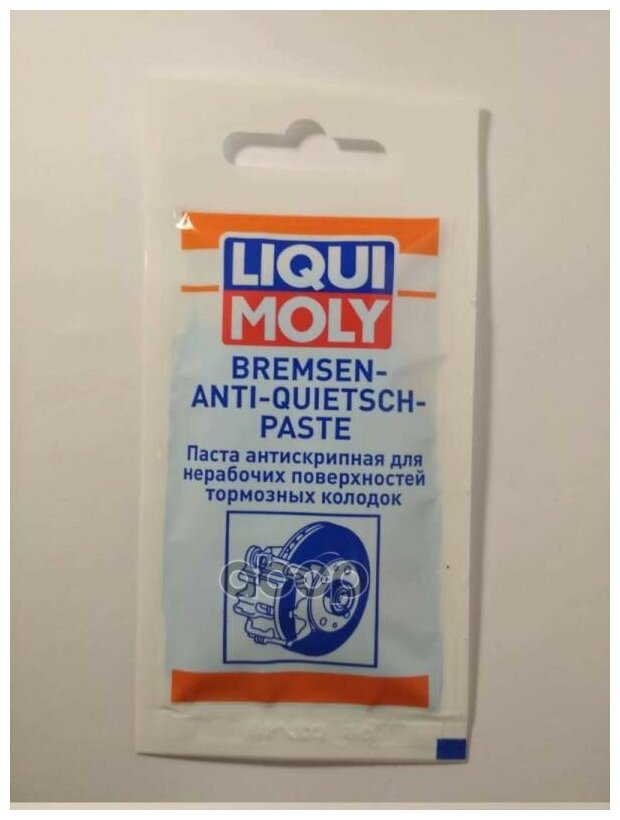 LIQUI
MOLY
BREMSEN-
ANTI-QUIETSCH-
PASTE
Паста антискрипная для
нерабочих поверхностей
тормозных колодок